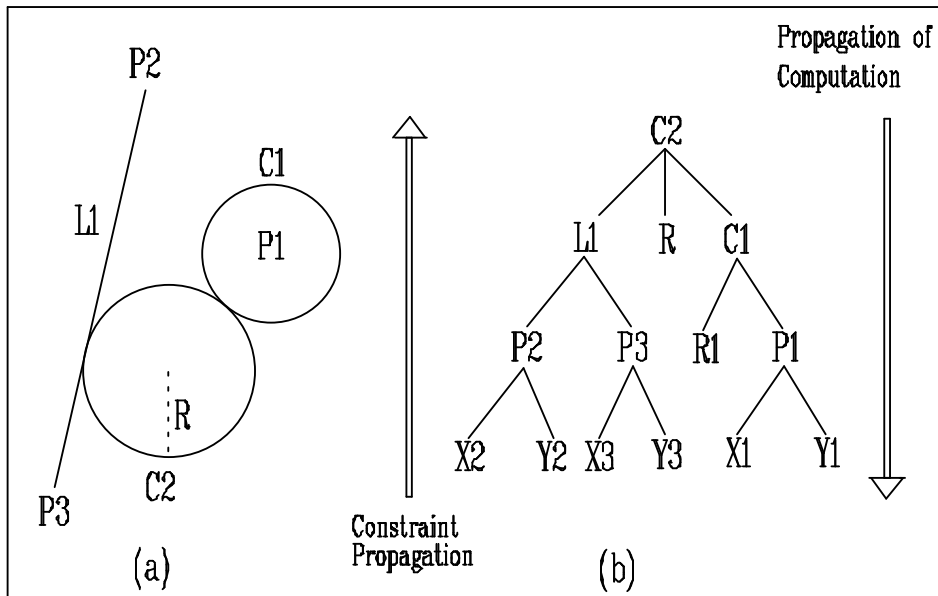 P2
C1
L1
P1
R
C2
P3
(a)
Constraint
Propagation
Propagation of
Computation
C2
L1 R C1
P2 P3 R1 P1
X2 Y2 X3 Y3 X1 Y1
(b)